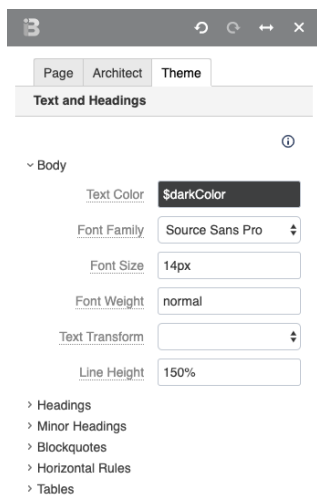 B
Page Architect Theme
Text and Headings
Body
Text Color $darkColor
Font Family Source Sans Pro
Font Size 14px
Font Weight normal
Text Transform
Line Height 150%
Headings
Minor Headings
Blockquotes
Horizontal Rules
Tables